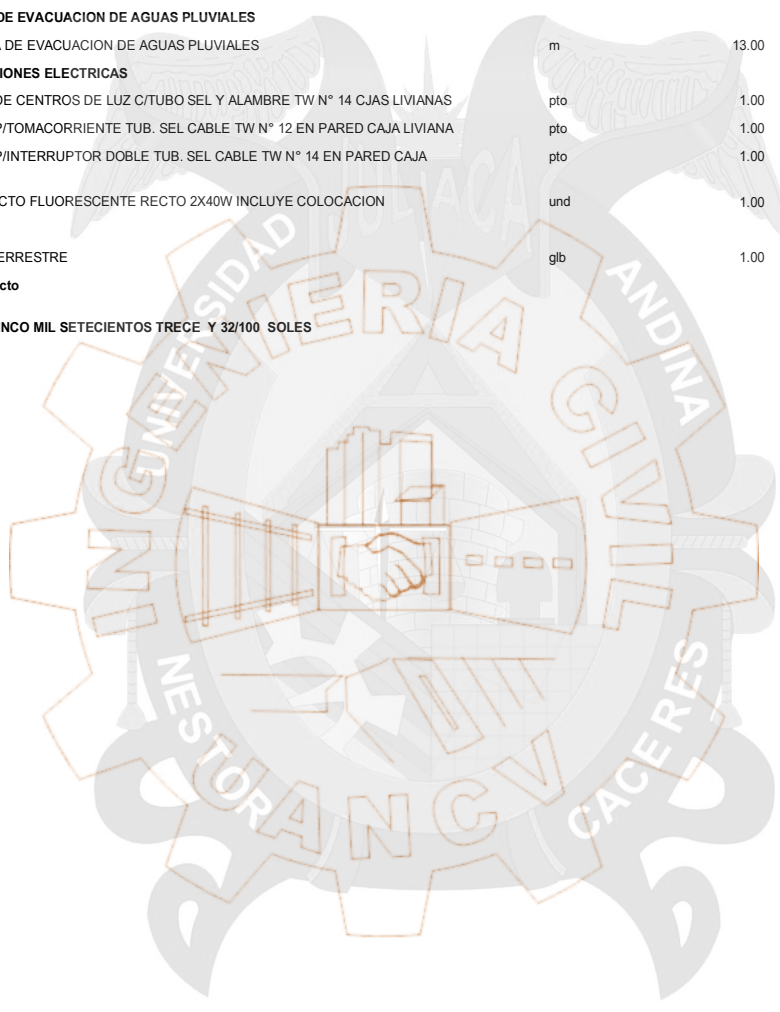 DE EVACUACION DE AGUAS PLUVIALES
A DE EVACUACION DE AGUAS PLUVIALES m 13.00
IONES ELECTRICAS
DE CENTROS DE LUZ C/TUBO SEL Y ALAMBRE TW N° 14 CJAS LIVIANAS pto 1.00
P/TOMACORRIENTE TUB. SEL CABLE TW N° 12 EN PARED CAJA LIVIANA pto 1.00
P/INTERRUPTOR DOBLE TUB. SEL CABLE TW N° 14 EN PARED CAJA pto 1.00
CTO FLUORESCENTE RECTO 2X40W INCLUYE COLOCACION und 1.00
ERRESTRE glb 1.00
cto
INCO MIL SETECIENTOS TRECE Y 32/100 SOLES
JULIACA
UNIVERSIDAD
ANDINA
INGENIERIA CIVIL
NESTOR
CACERES
UANCV